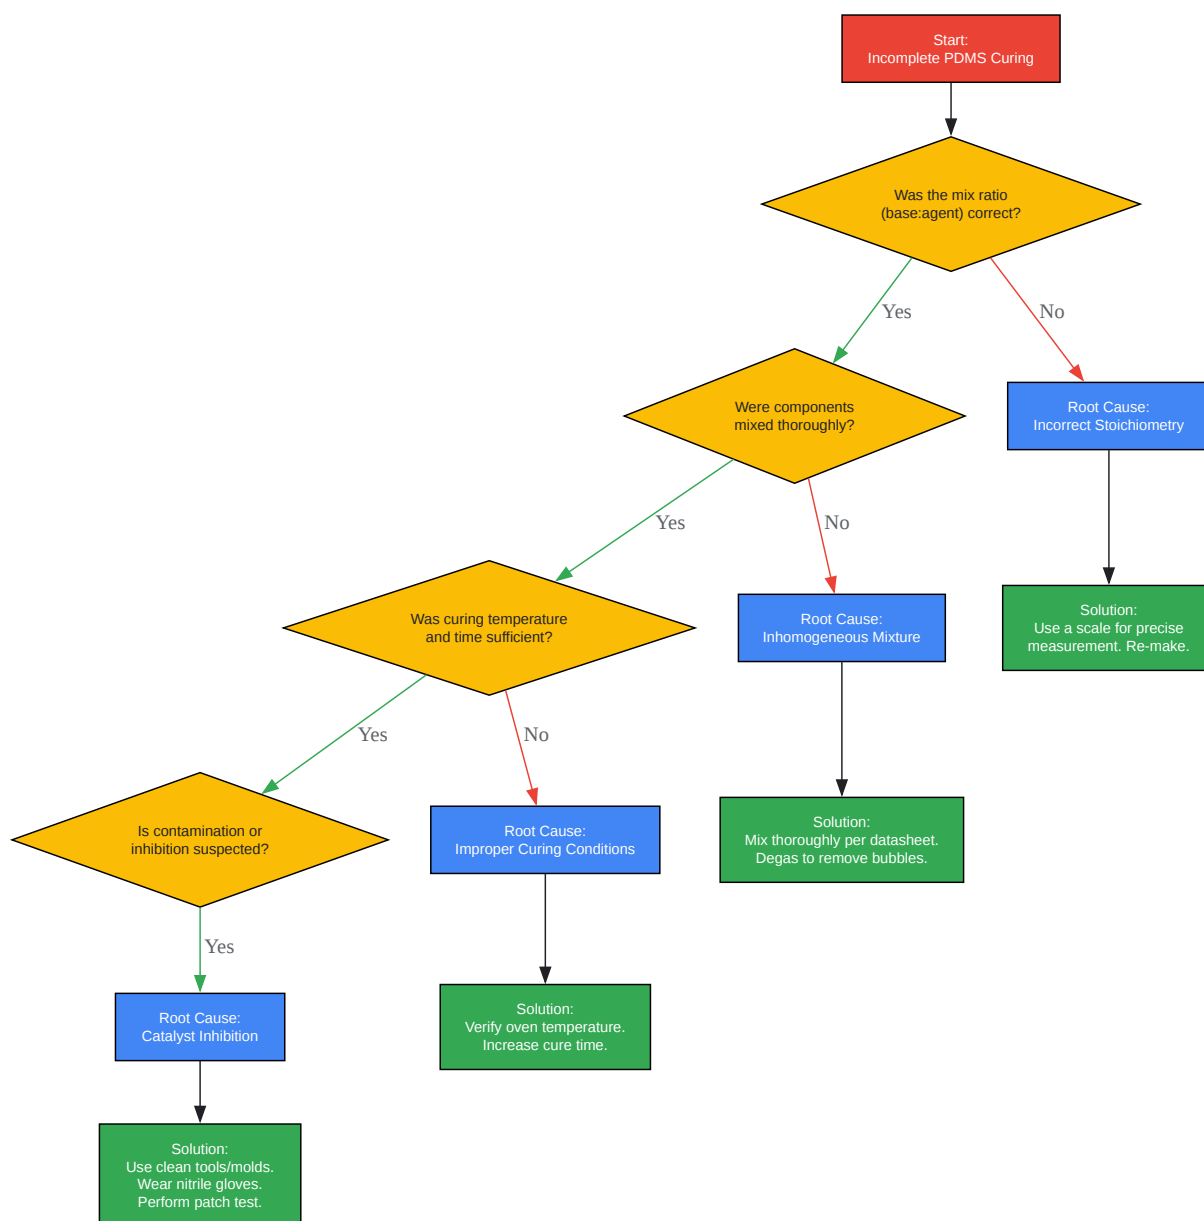 Start:
Incomplete PDMS Curing
Was the mix ratio
(base:agent) correct?
Yes
No
Were components
mixed thoroughly?
Root Cause:
Incorrect Stoichiometry
Yes
No
Was curing temperature
and time sufficient?
Root Cause:
Inhomogeneous Mixture
Solution:
Use a scale for precise
measurement. Re-make.
Yes
No
Is contamination or
inhibition suspected?
Root Cause:
Improper Curing Conditions
Solution:
Mix thoroughly per datasheet.
Degas to remove bubbles.
Yes
Root Cause:
Catalyst Inhibition
Solution:
Verify oven temperature.
Increase cure time.
Solution:
Use clean tools/molds.
Wear nitrile gloves.
Perform patch test.